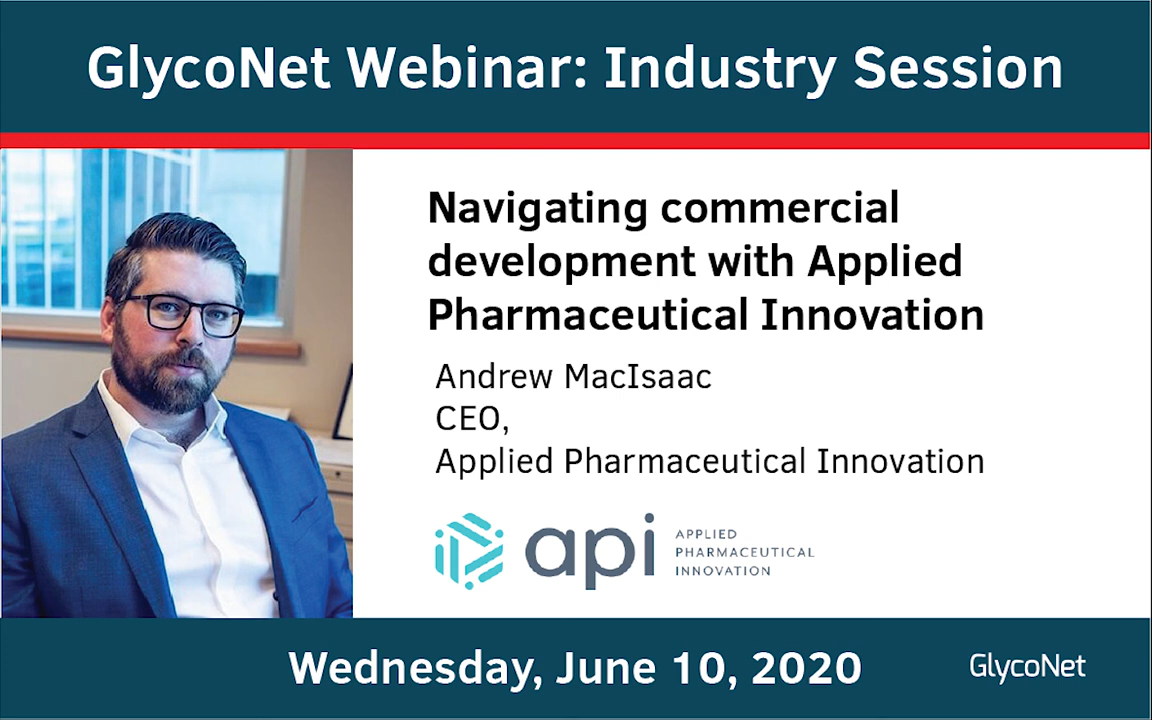 GlycoNet Webinar: Industry Session
Navigating commercial
development with Applied
Pharmaceutical Innovation
Andrew MacIsaac
CEO,
Applied Pharmaceutical Innovation
api
APPLIED
PHARMACEUTICAL
INNOVATION
Wednesday, June 10, 2020
GlycoNet